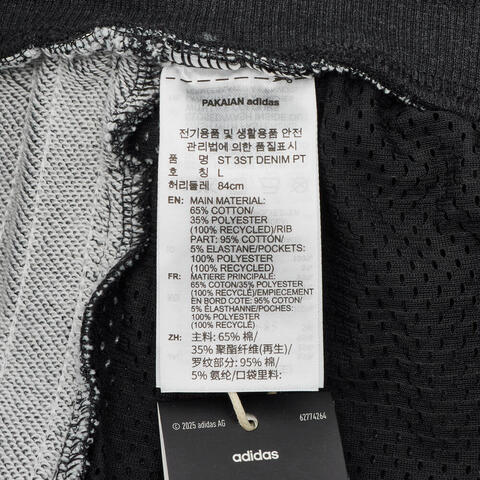 PAKAIAN adidas
전기용품 및 생활용품 안전
관리법에 의한 품질표시
품 명 ST 3ST DENIM PT
호 칭 L
허리둘레 84cm
EN: MAIN MATERIAL:
65% COTTON/
35% POLYESTER
(100% RECYCLED)/RIB
PART: 95% COTTON/
5% ELASTANE/POCKETS:
100% POLYESTER
(100% RECYCLED)
FR: MATIERE PRINCIPALE:
65% COTON/35% POLYESTER
(100% RECYCLÉ)/EMPIECEMENT
EN BORD COTE: 95% COTON/
5% ÉLASTHANNE/POCHES:
100% POLYESTER
(100% RECYCLÉ)
ZH: 主料: 65% 棉/
35% 聚酯纤维(再生)/
罗纹部分: 95% 棉/
5% 氨纶/口袋里料:
© 2025 adidas AG 62774264
adidas